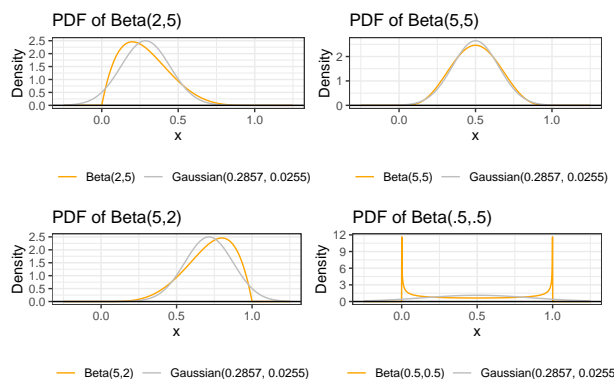 PDF of Beta(2,5)
Density
2.5
2.0
1.5
1.0
0.5
0.0
0.0 0.5 1.0
x
Beta(2,5) Gaussian(0.2857, 0.0255)
PDF of Beta(5,5)
Density
2
1
0
0.0 0.5 1.0
x
Beta(5,5) Gaussian(0.2857, 0.0255)
PDF of Beta(5,2)
Density
2.5
2.0
1.5
1.0
0.5
0.0
0.0 0.5 1.0
x
Beta(5,2) Gaussian(0.2857, 0.0255)
PDF of Beta(.5,.5)
Density
12
9
6
3
0
0.0 0.5 1.0
x
Beta(0.5,0.5) Gaussian(0.2857, 0.0255)